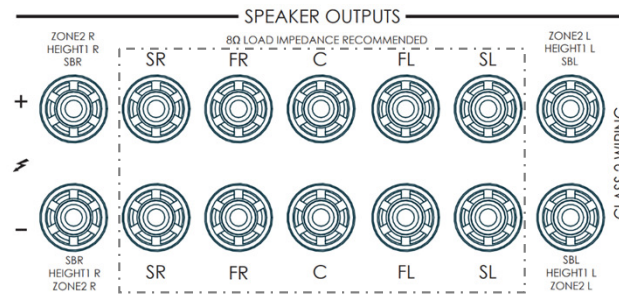 SPEAKER OUTPUTS
8Ω LOAD IMPEDANCE RECOMMENDED
ZONE2 R
HEIGHT1 R
SBR
SR FR C FL SL
ZONE2 L
HEIGHT1 L
SBL
+
−
SBR
HEIGHT1 R
ZONE2 R
SR FR C FL SL
SBL
HEIGHT1 L
ZONE2 L
WIRING